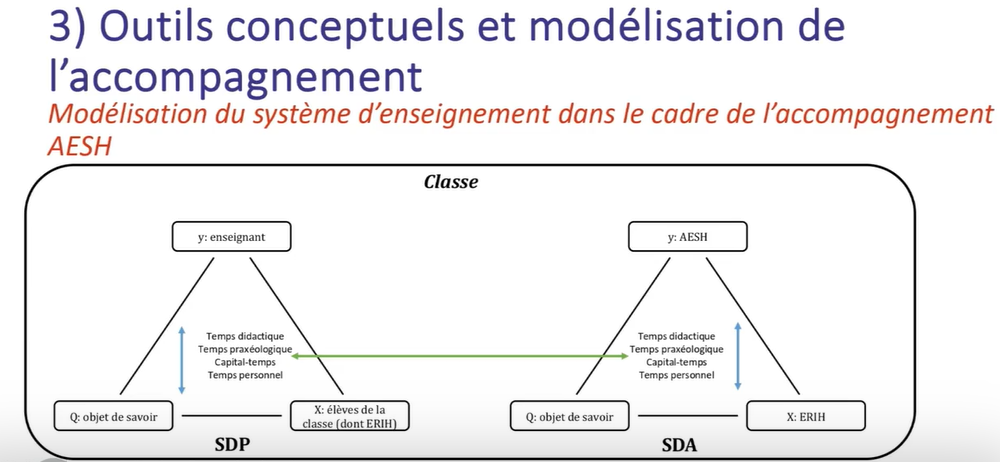 3) Outils conceptuels et modélisation de
l’accompagnement
Modélisation du système d’enseignement dans le cadre de l’accompagnement
AESH
Classe
y: enseignant
y: AESH
Temps didactique
Temps praxéologique
Capital-temps
Temps personnel
Temps didactique
Temps praxéologique
Capital-temps
Temps personnel
Q: objet de savoir
X: élèves de la
classe (dont ERIH)
Q: objet de savoir
X: ERIH
SDP
SDA